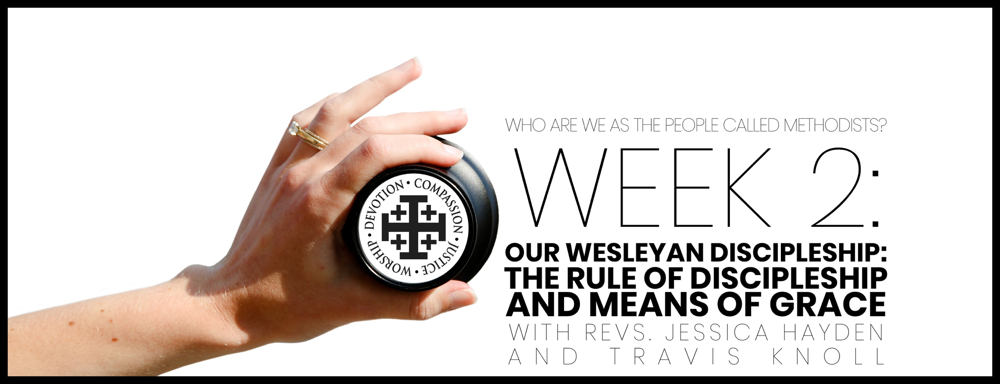 DEVOTION • COMPASSION • JUSTICE • WORSHIP •
WHO ARE WE AS THE PEOPLE CALLED METHODISTS?
WEEK 2:
OUR WESLEYAN DISCIPLESHIP:
THE RULE OF DISCIPLESHIP
AND MEANS OF GRACE
WITH REVS. JESSICA HAYDEN
AND TRAVIS KNOLL